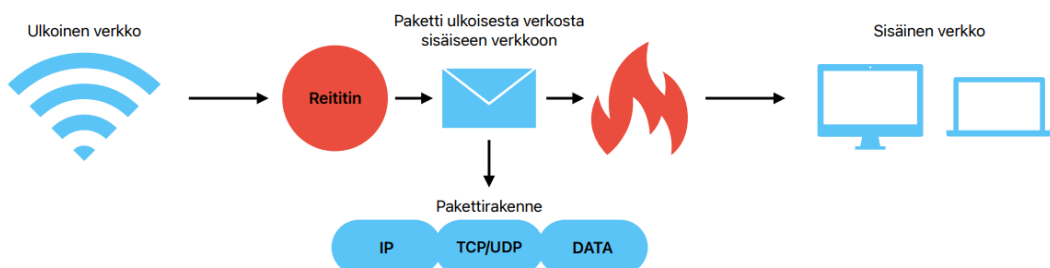 Ulkoinen verkko
Paketti ulkoisesta verkosta
sisäiseen verkkoon
Sisäinen verkko
Reititin
Pakettirakenne
IP
TCP/UDP
DATA